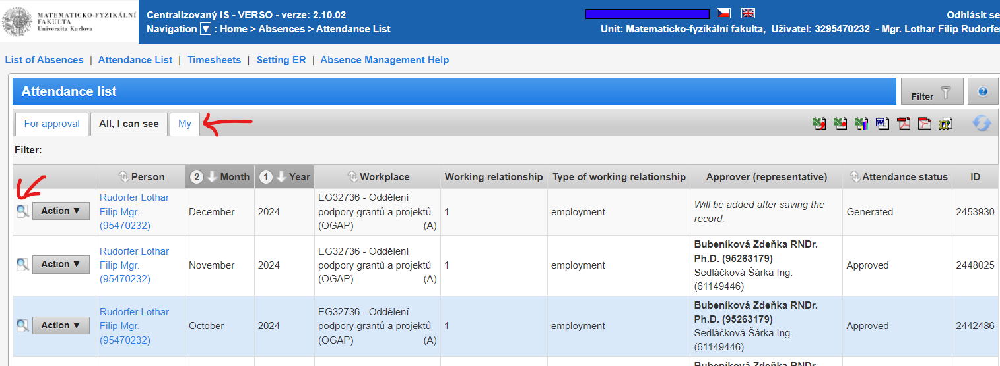 MATEMATICKO-FYZIKÁLNÍ
FAKULTA
Univerzita Karlova
Centralizovaný IS - VERSO - verze: 2.10.02
Odhlásit se
Navigation ▼ : Home > Absences > Attendance List
Unit: Matematicko-fyzikální fakulta, Uživatel: 3295470232 - Mgr. Lothar Filip Rudorfer
List of Absences | Attendance List | Timesheets | Setting ER | Absence Management Help
Attendance list
Filter
?
For approval
All, I can see
My
Filter:
Person
2 Month
1 Year
Workplace
Working relationship
Type of working relationship
Approver (representative)
Attendance status
ID
Action ▼
Rudorfer Lothar
Filip Mgr.
(95470232)
December
2024
EG32736 - Oddělení
podpory grantů a projektů
(OGAP) (A)
1
employment
Will be added after saving the
record.
Generated
2453930
Action ▼
Rudorfer Lothar
Filip Mgr.
(95470232)
November
2024
EG32736 - Oddělení
podpory grantů a projektů
(OGAP) (A)
1
employment
Bubeníková Zdeňka RNDr.
Ph.D. (95263179)
Sedláčková Šárka Ing.
(61149446)
Approved
2448025
Action ▼
Rudorfer Lothar
Filip Mgr.
(95470232)
October
2024
EG32736 - Oddělení
podpory grantů a projektů
(OGAP) (A)
1
employment
Bubeníková Zdeňka RNDr.
Ph.D. (95263179)
Sedláčková Šárka Ing.
(61149446)
Approved
2442486